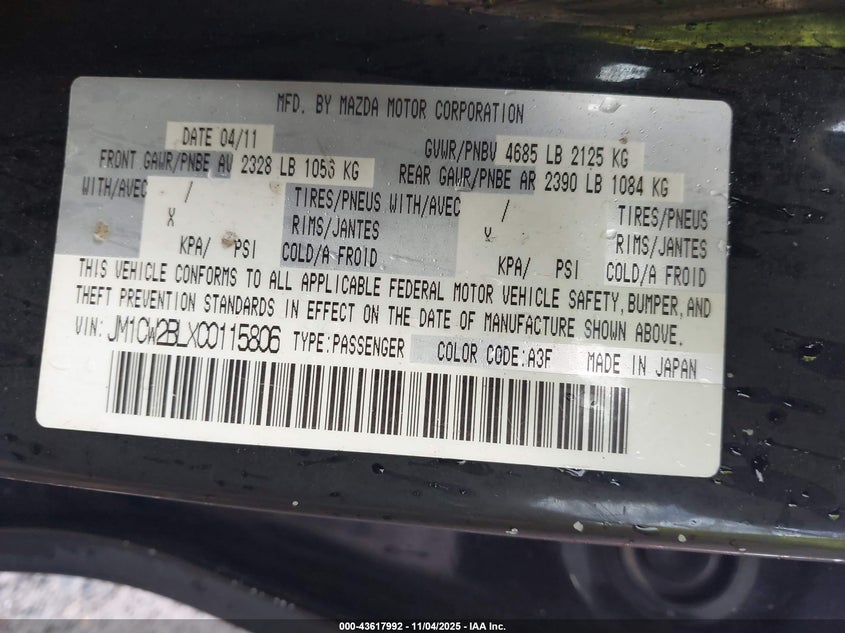 MFD. BY MAZDA MOTOR CORPORATION
DATE 04/11 GVWR/PNBV 4685 LB 2125 KG
FRONT GAWR/PNBE AV 2328 LB 1056 KG REAR GAWR/PNBE AR 2390 LB 1084 KG
WITH/AVEC / TIRES/PNEUS WITH/AVEC / TIRES/PNEUS
X RIMS/JANTES X RIMS/JANTES
KPA/ PSI COLD/A FROID KPA/ PSI COLD/A FROID
THIS VEHICLE CONFORMS TO ALL APPLICABLE FEDERAL MOTOR VEHICLE SAFETY, BUMPER, AND
THEFT PREVENTION STANDARDS IN EFFECT ON THE DATE OF MANUFACTURE SHOWN ABOVE.
VIN: JM1CW2BLXC0115806 TYPE:PASSENGER COLOR CODE:A3F MADE IN JAPAN
000-43617992 - 11/04/2025 - IAA Inc.